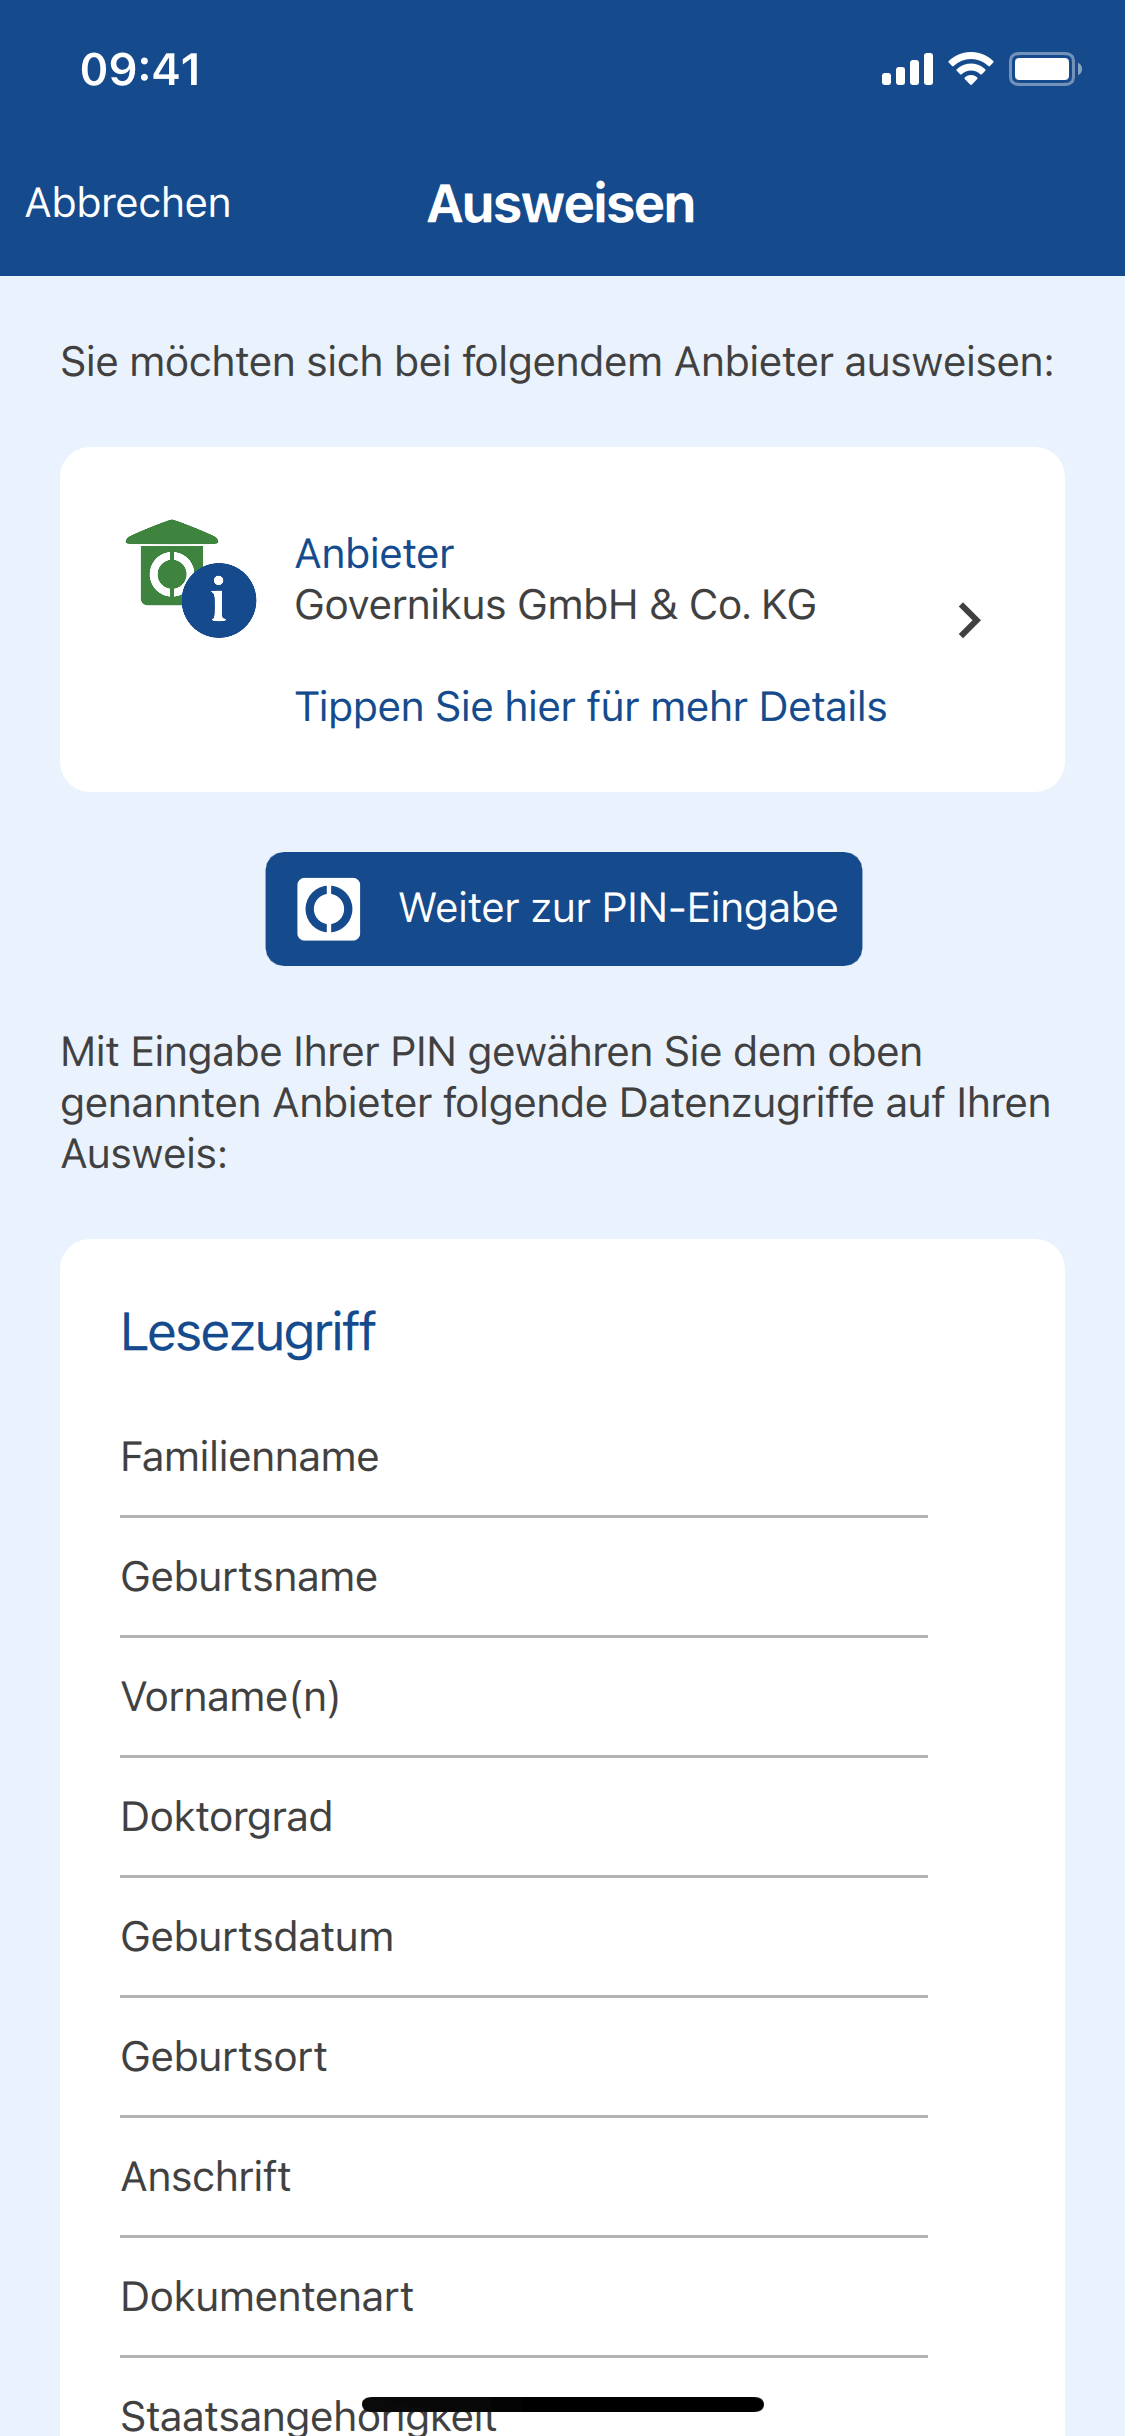 09:41
Abbrechen
Ausweisen
Sie möchten sich bei folgendem Anbieter ausweisen:
Anbieter
Governikus GmbH & Co. KG
Tippen Sie hier für mehr Details
Weiter zur PIN-Eingabe
Mit Eingabe Ihrer PIN gewähren Sie dem oben
genannten Anbieter folgende Datenzugriffe auf Ihren
Ausweis:
Lesezugriff
Familienname
Geburtsname
Vorname(n)
Doktorgrad
Geburtsdatum
Geburtsort
Anschrift
Dokumentenart
Staatsangehörigkeit